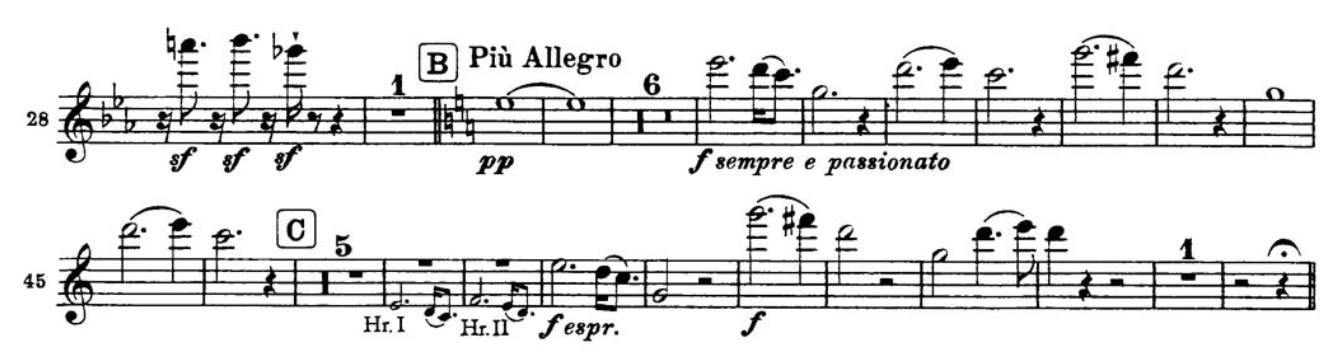 B Più Allegro
1 6
28
sf sf sf pp f sempre e passionato
C 5 1
45
Hr. I Hr. II f espr. f